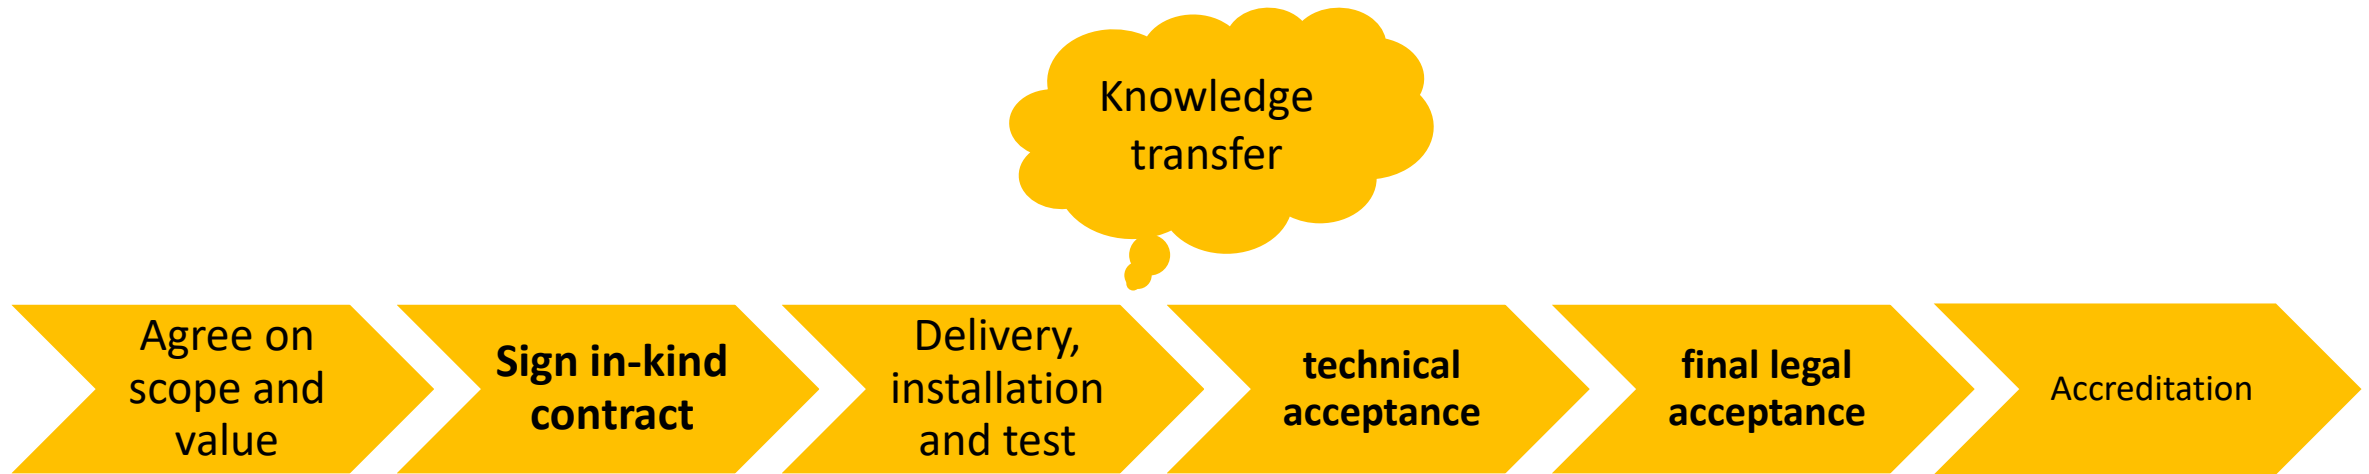 Knowledge
transfer
Agree on
scope and
value
Sign in-kind
contract
Delivery,
installation
and test
technical
acceptance
final legal
acceptance
Accreditation